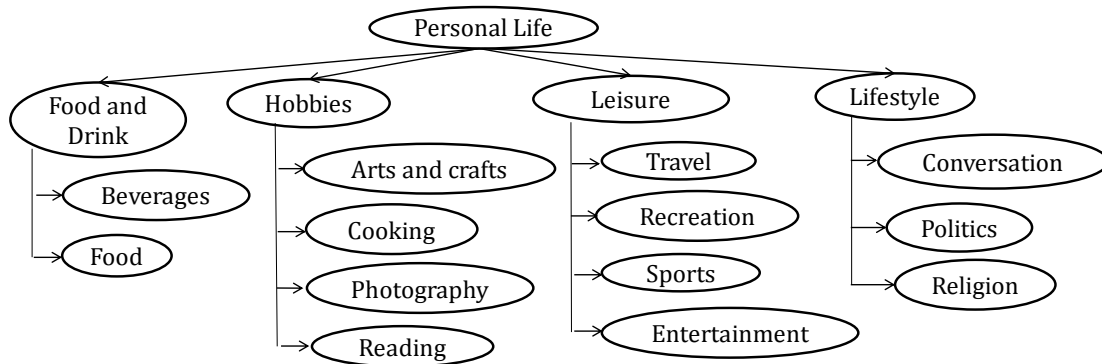 Personal Life
Food and
Drink
Beverages
Food
Hobbies
Arts and crafts
Cooking
Photography
Reading
Leisure
Travel
Recreation
Sports
Entertainment
Lifestyle
Conversation
Politics
Religion